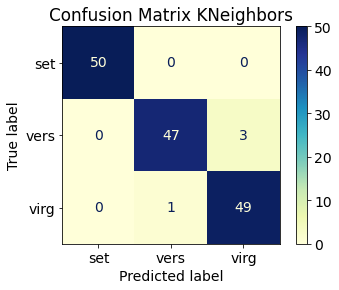 Confusion Matrix KNeighbors
50
set 50 0 0
40
30
vers 0 47 3
20
10
virg 0 1 49
0
set vers virg
Predicted label
True label